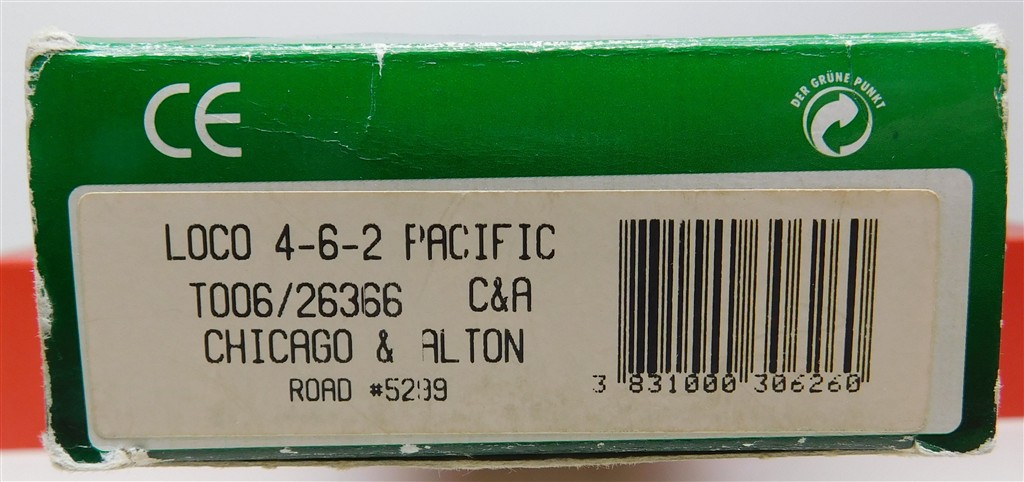 CE
DER GRÜNE PUNKT
LOCO 4-6-2 PACIFIC
T006/26366 C&A
CHICAGO & ALTON
ROAD #5299
3 831000 306260